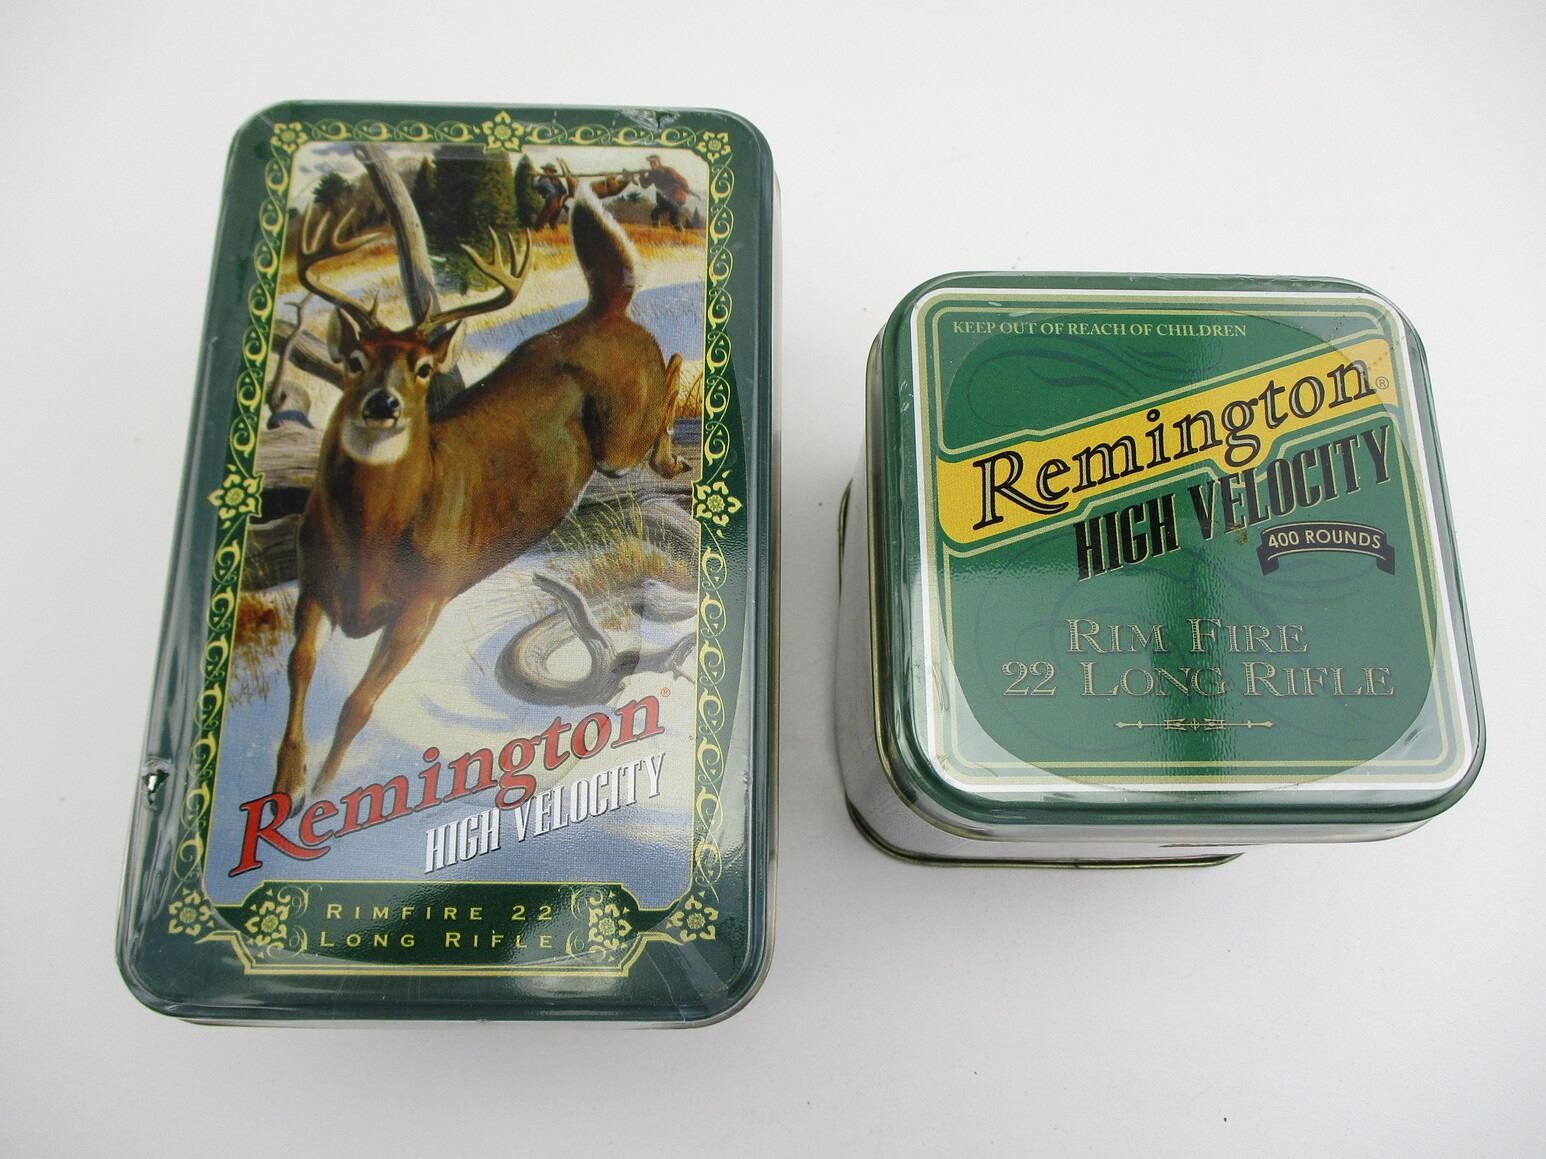 Remington®
HIGH VELOCITY
RIMFIRE 22
LONG RIFLE
KEEP OUT OF REACH OF CHILDREN
Remington®
HIGH VELOCITY
400 ROUNDS
RIM FIRE
22 LONG RIFLE